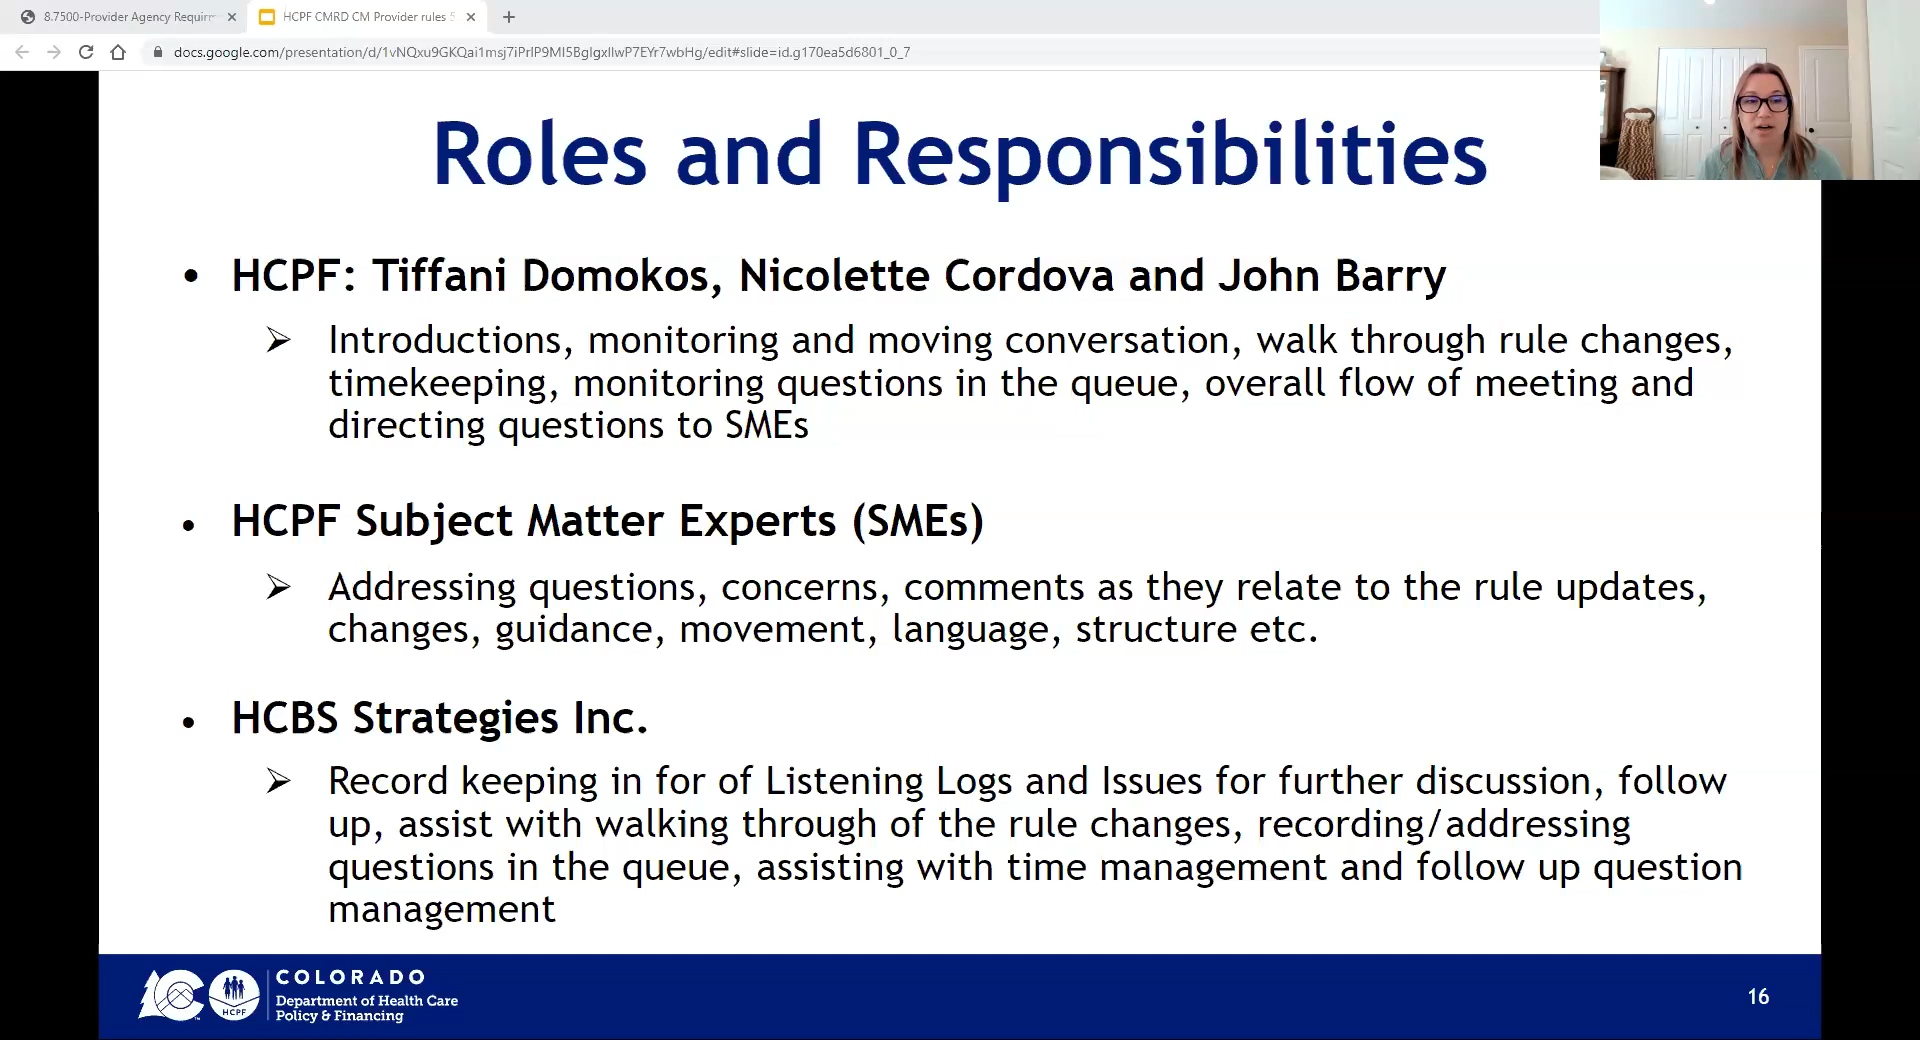 8.7500-Provider Agency Requirm
HCPF CMRD CM Provider rules 5
docs.google.com/presentation/d/1vNQxu9GKQai1msj7iPrIP9MI5BglgxIlwP7EYr7wbHg/edit#slide=id.g170ea5d6801_0_7
Roles and Responsibilities
• HCPF: Tiffani Domokos, Nicolette Cordova and John Barry
➢ Introductions, monitoring and moving conversation, walk through rule changes,
timekeeping, monitoring questions in the queue, overall flow of meeting and
directing questions to SMEs
• HCPF Subject Matter Experts (SMEs)
➢ Addressing questions, concerns, comments as they relate to the rule updates,
changes, guidance, movement, language, structure etc.
• HCBS Strategies Inc.
➢ Record keeping in for of Listening Logs and Issues for further discussion, follow
up, assist with walking through of the rule changes, recording/addressing
questions in the queue, assisting with time management and follow up question
management
HCPF
COLORADO
Department of Health Care
Policy & Financing
16